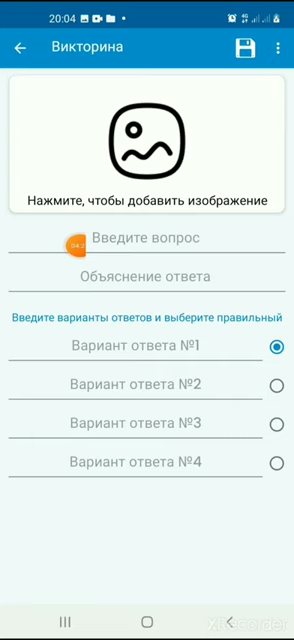 20:04
Викторина
Нажмите, чтобы добавить изображение
Введите вопрос
Объяснение ответа
Введите варианты ответов и выберите правильный
Вариант ответа №1
Вариант ответа №2
Вариант ответа №3
Вариант ответа №4